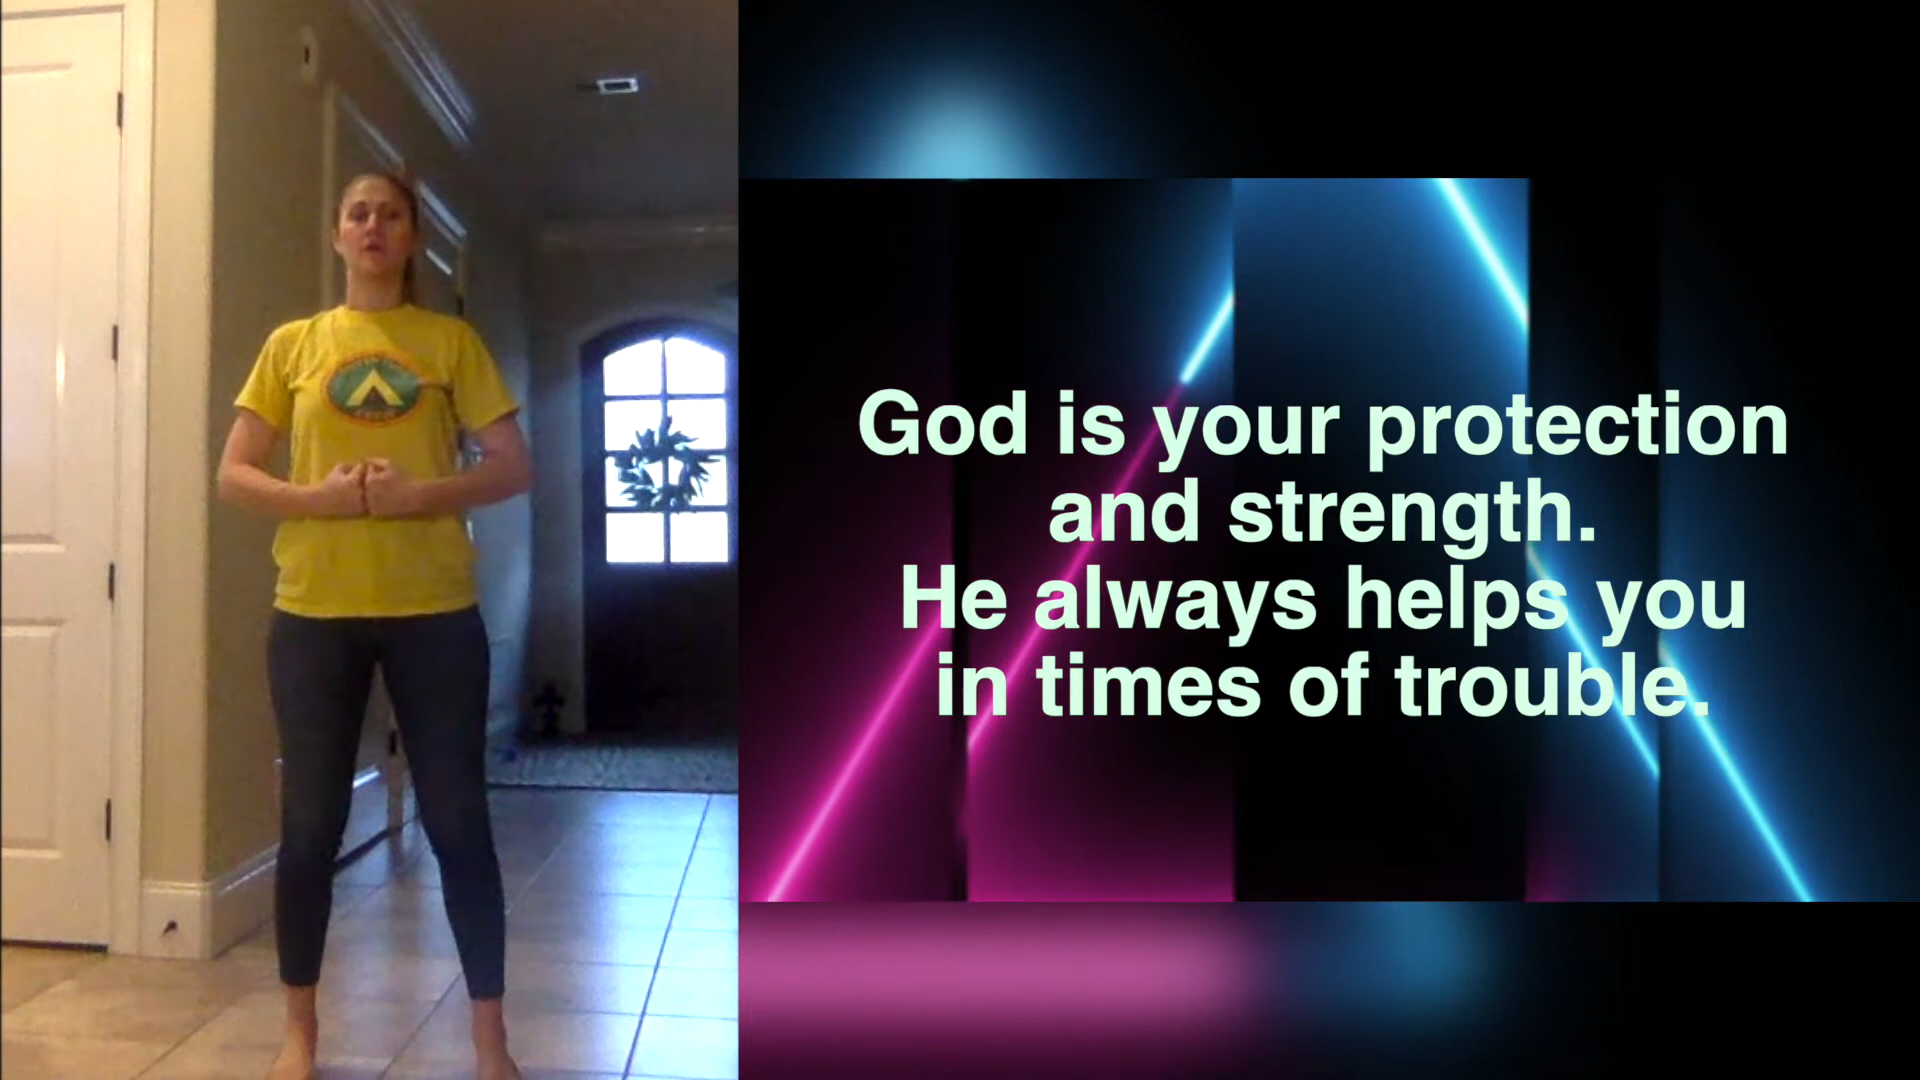 God is your protection
and strength.
He always helps you
in times of trouble.